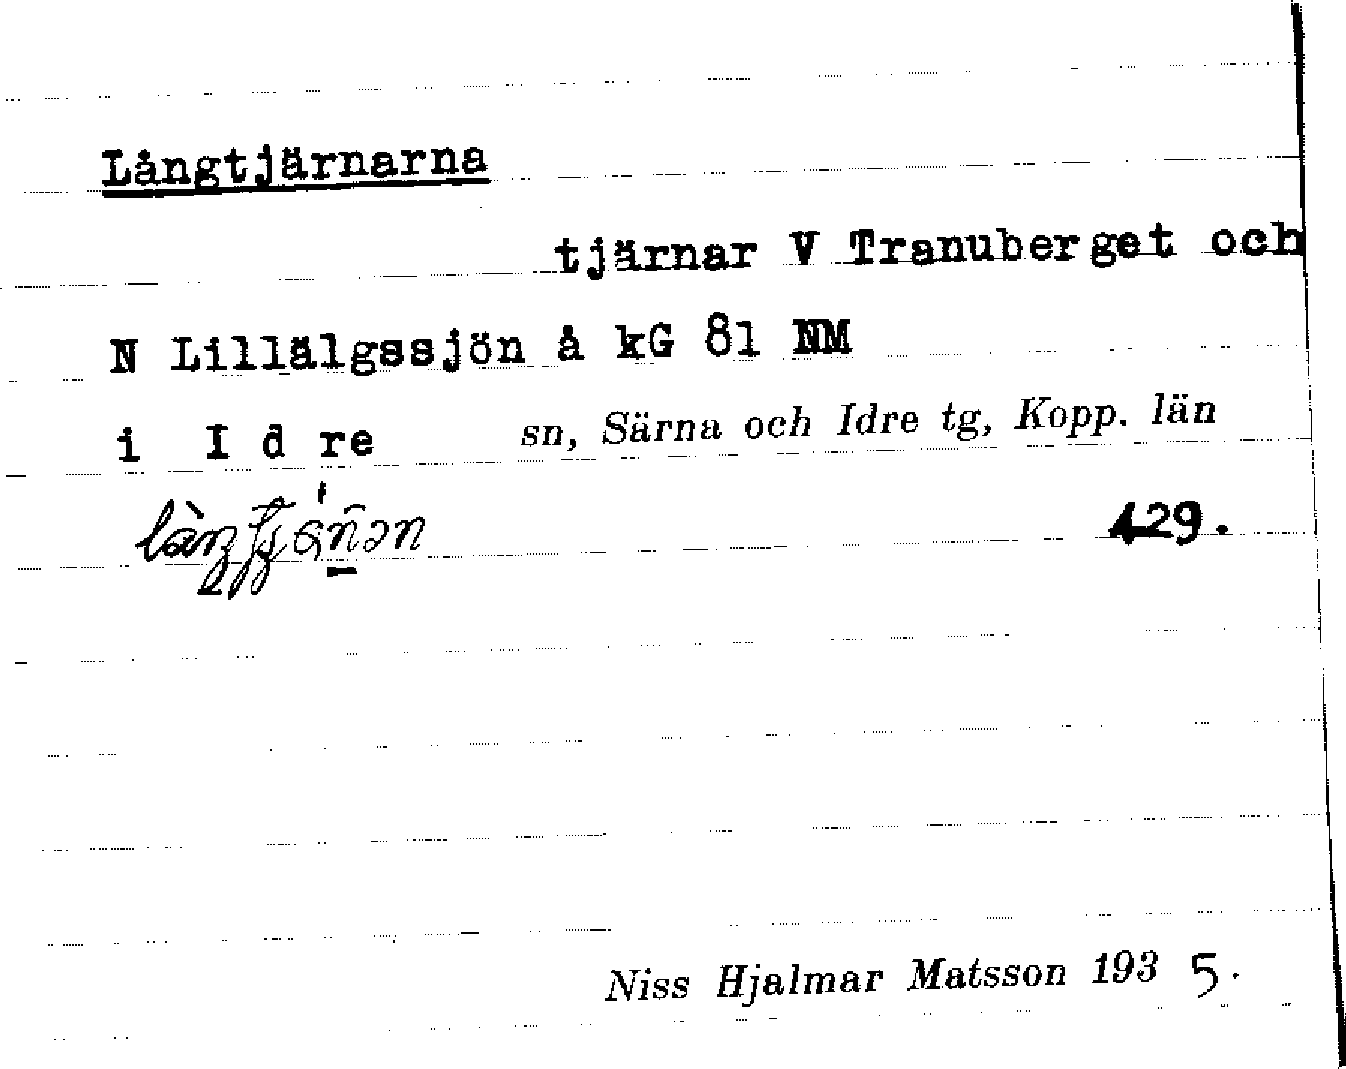 Långtjärnarna
tjärnar V Tranuberget och
N Lillälgssjön å kG 81 NM
i Idre sn, Särna och Idre tg, Kopp. län
429.
Niss Hjalmar Matsson 1935.